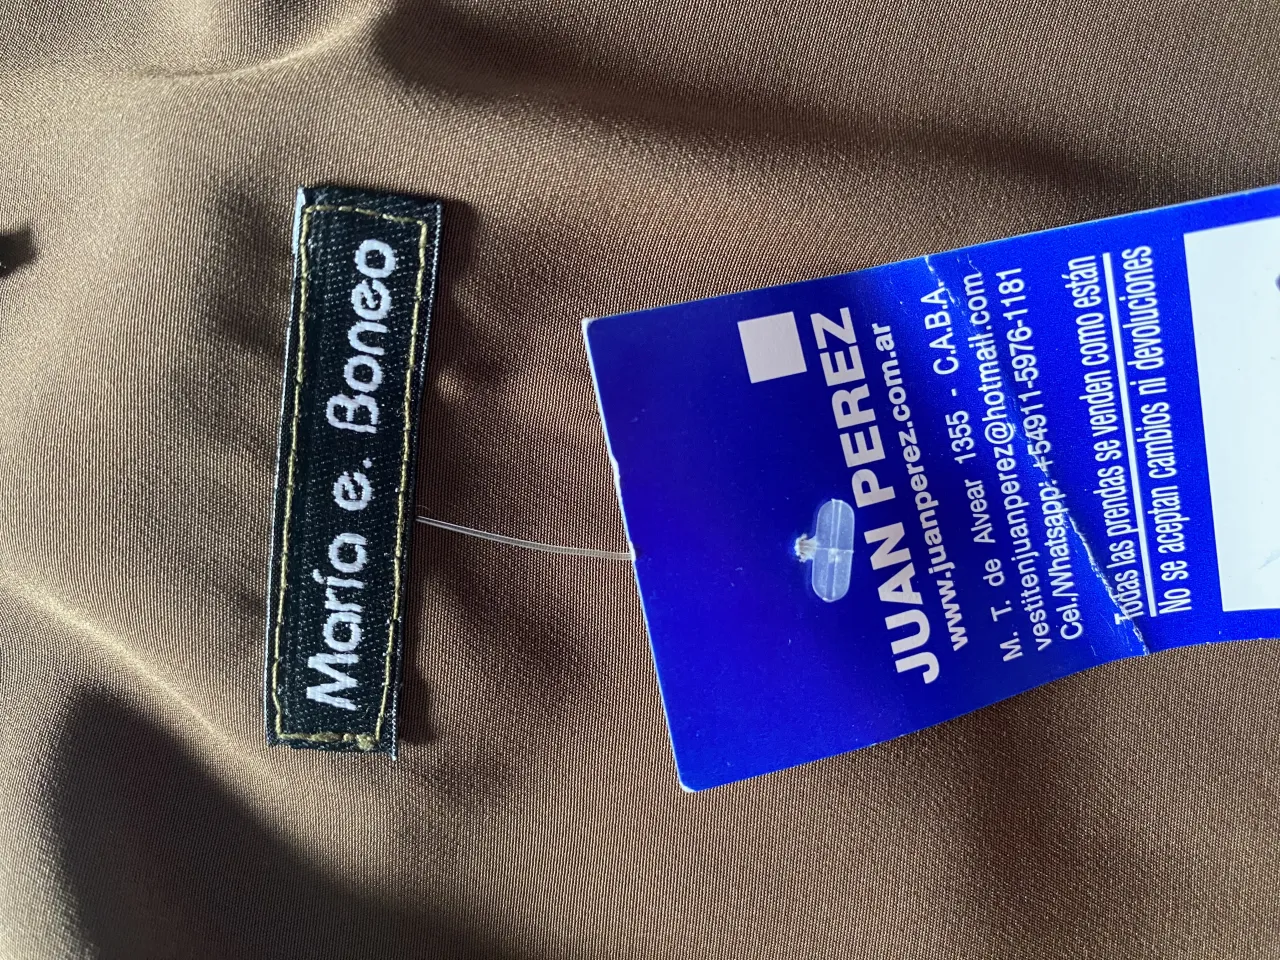 María e. Boneo
JUAN PEREZ
www.juanperez.com.ar
M. T. de Alvear 1355 - C.A.B.A.
vestitenjuanperez@hotmail.com
Cel./Whatsapp: +54911-5976-1181
Todas las prendas se venden como están
No se aceptan cambios ni devoluciones